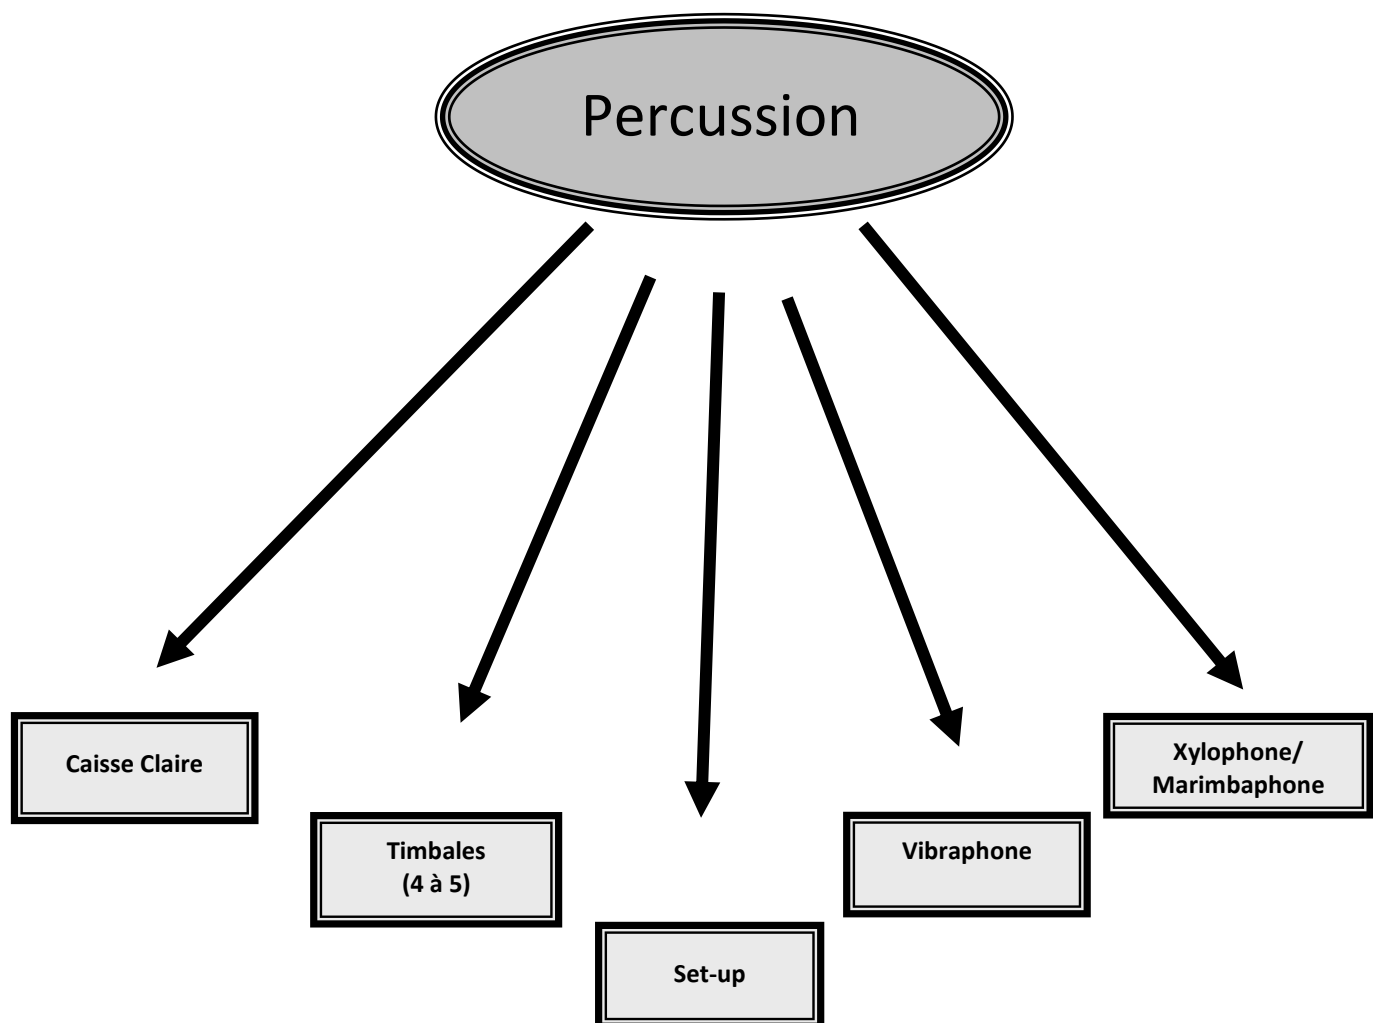 Percussion
Caisse Claire
Timbales
(4 à 5)
Set-up
Vibraphone
Xylophone/
Marimbaphone